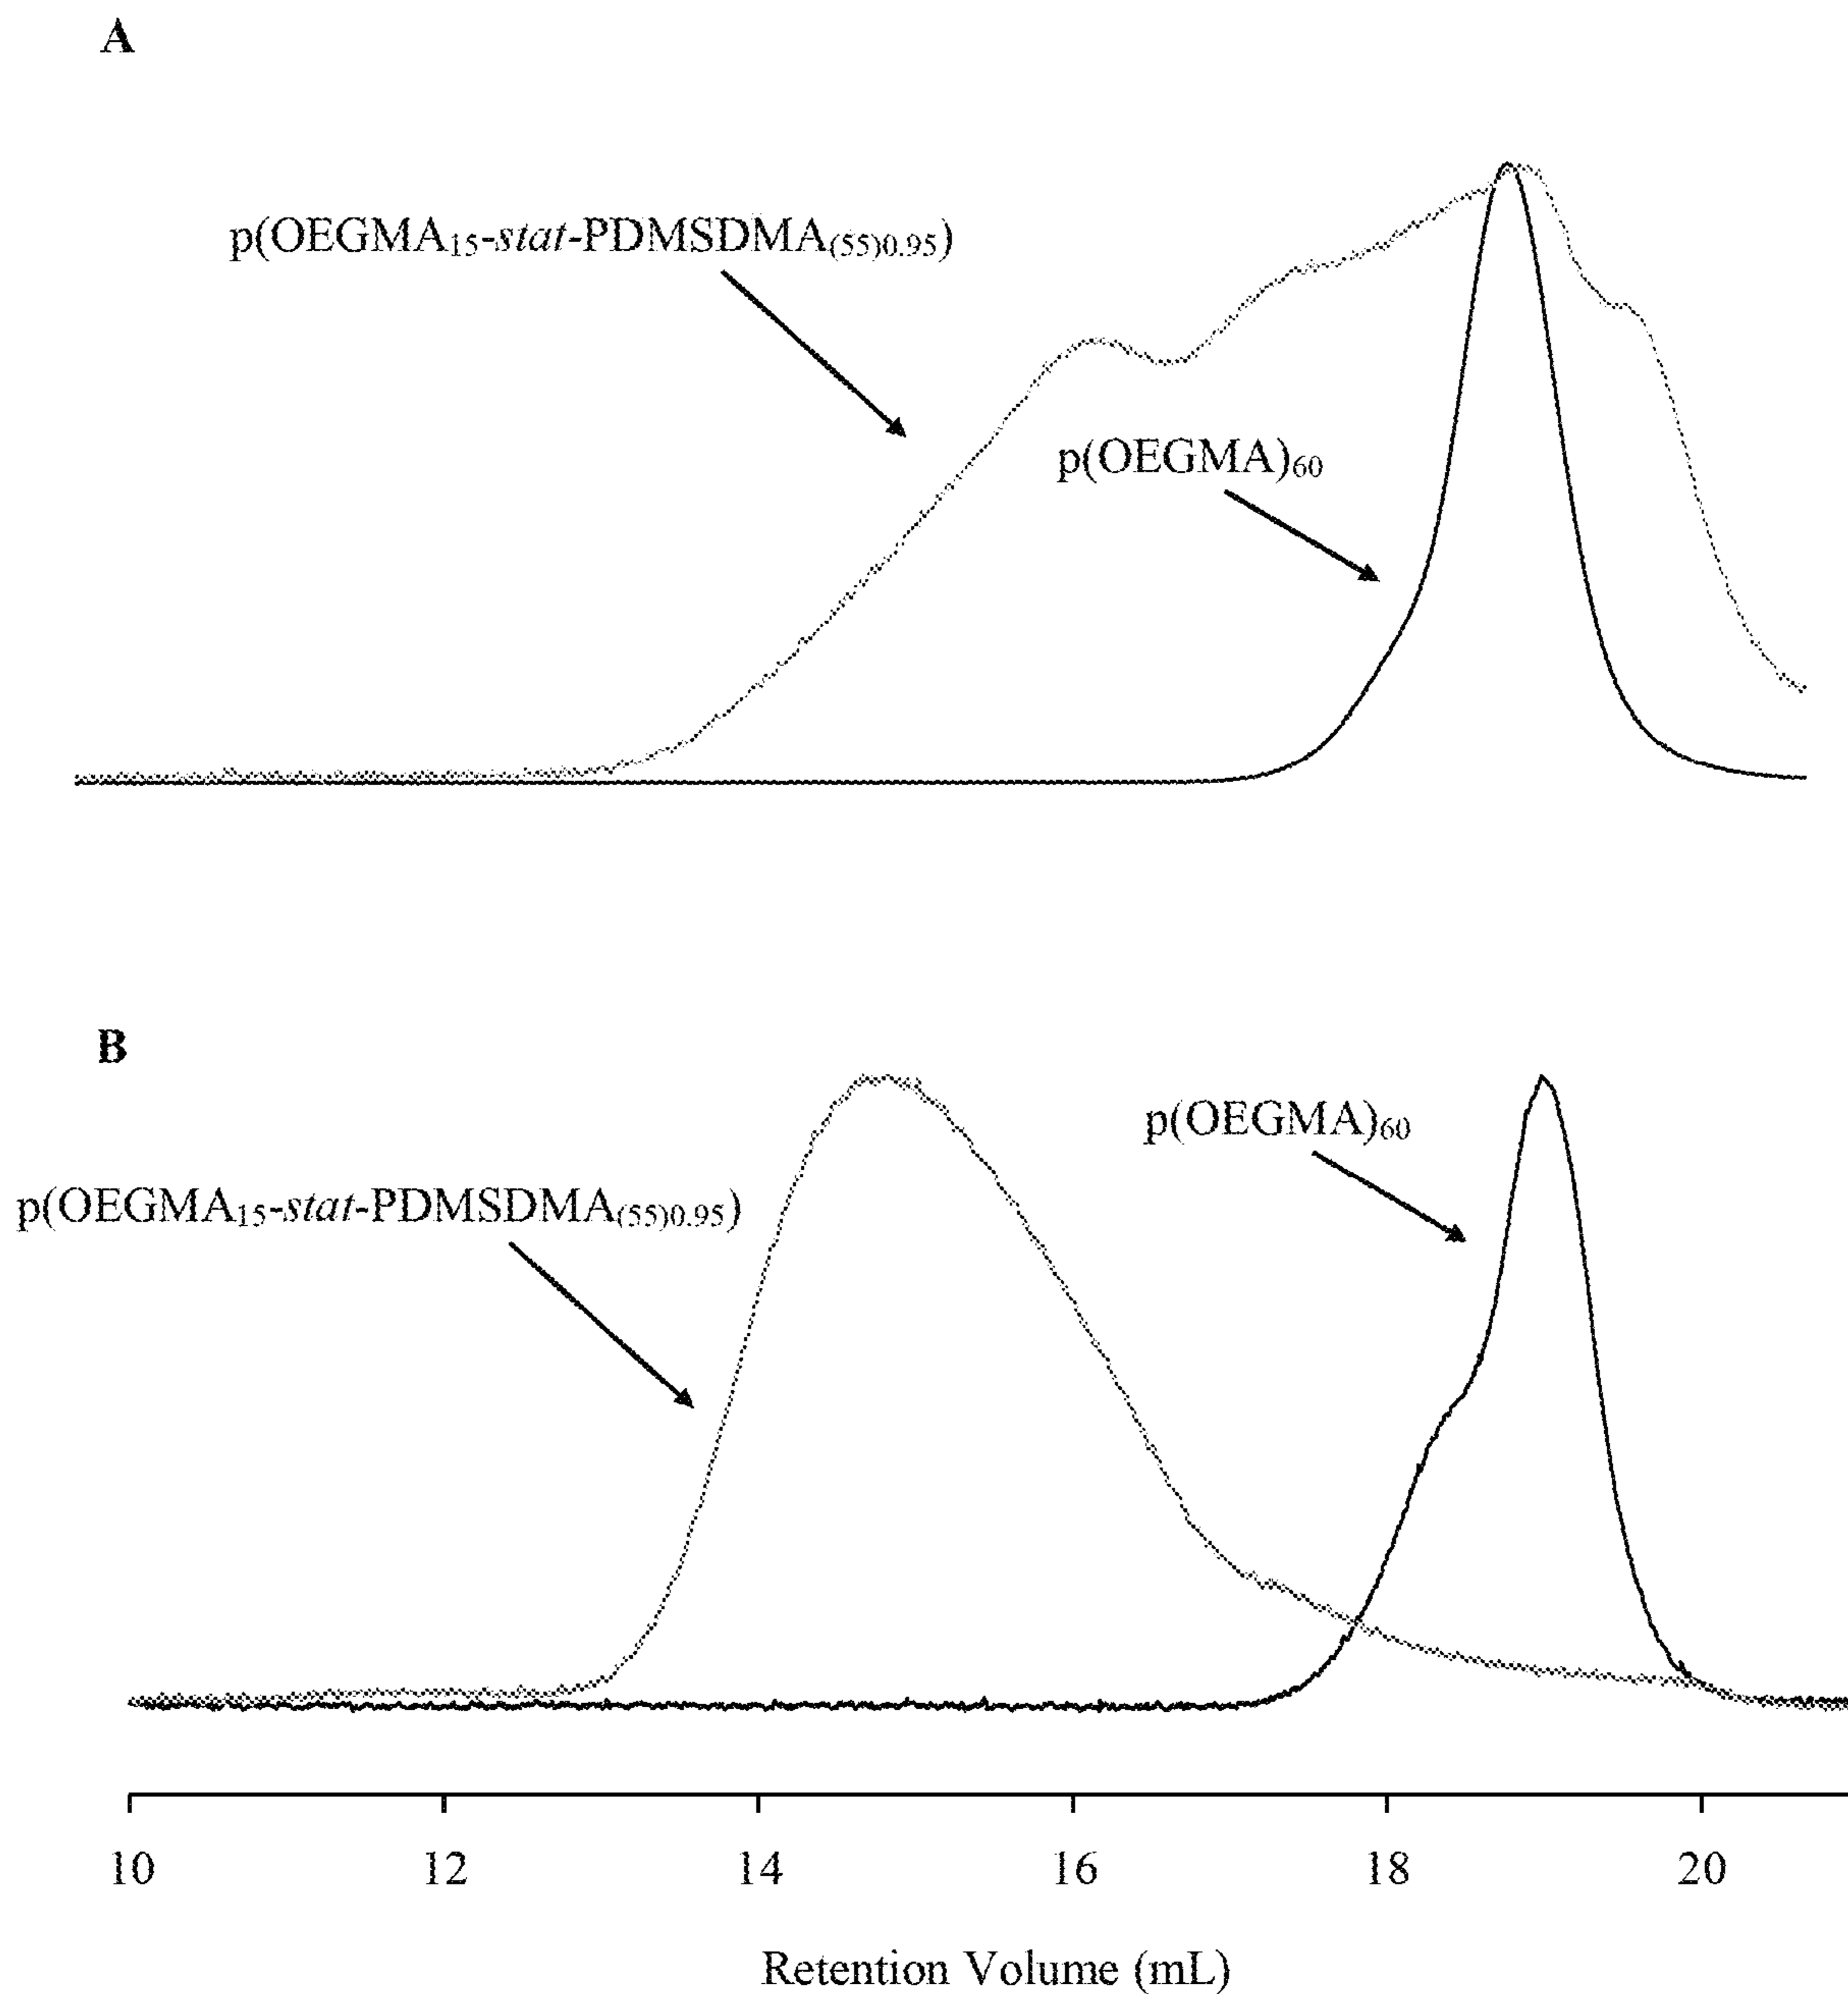 A
p(OEGMA₁₅-stat-PDMSDMA₍₅₅₎₀.₉₅)
p(OEGMA)₆₀
B
p(OEGMA)₆₀
p(OEGMA₁₅-stat-PDMSDMA₍₅₅₎₀.₉₅)
10 12 14 16 18 20
Retention Volume (mL)